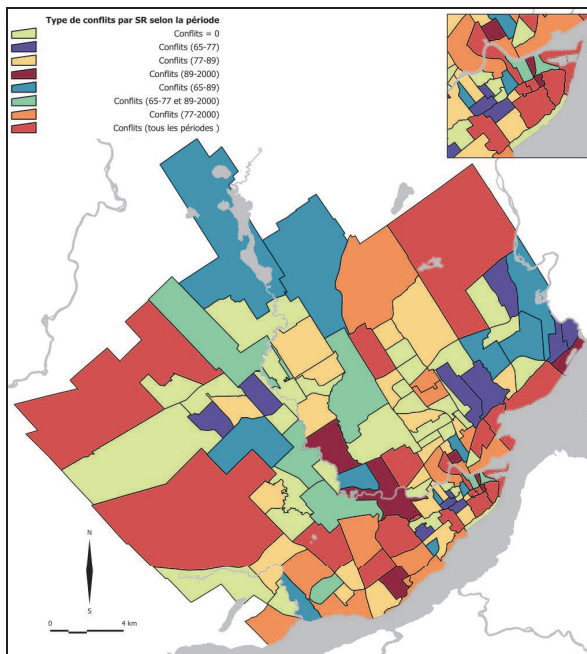 Type de conflits par SR selon la période
Conflits = 0
Conflits (65-77)
Conflits (77-89)
Conflits (89-2000)
Conflits (65-89)
Conflits (65-77 et 89-2000)
Conflits (77-2000)
Conflits (tous les périodes )
N
S
0 4 km